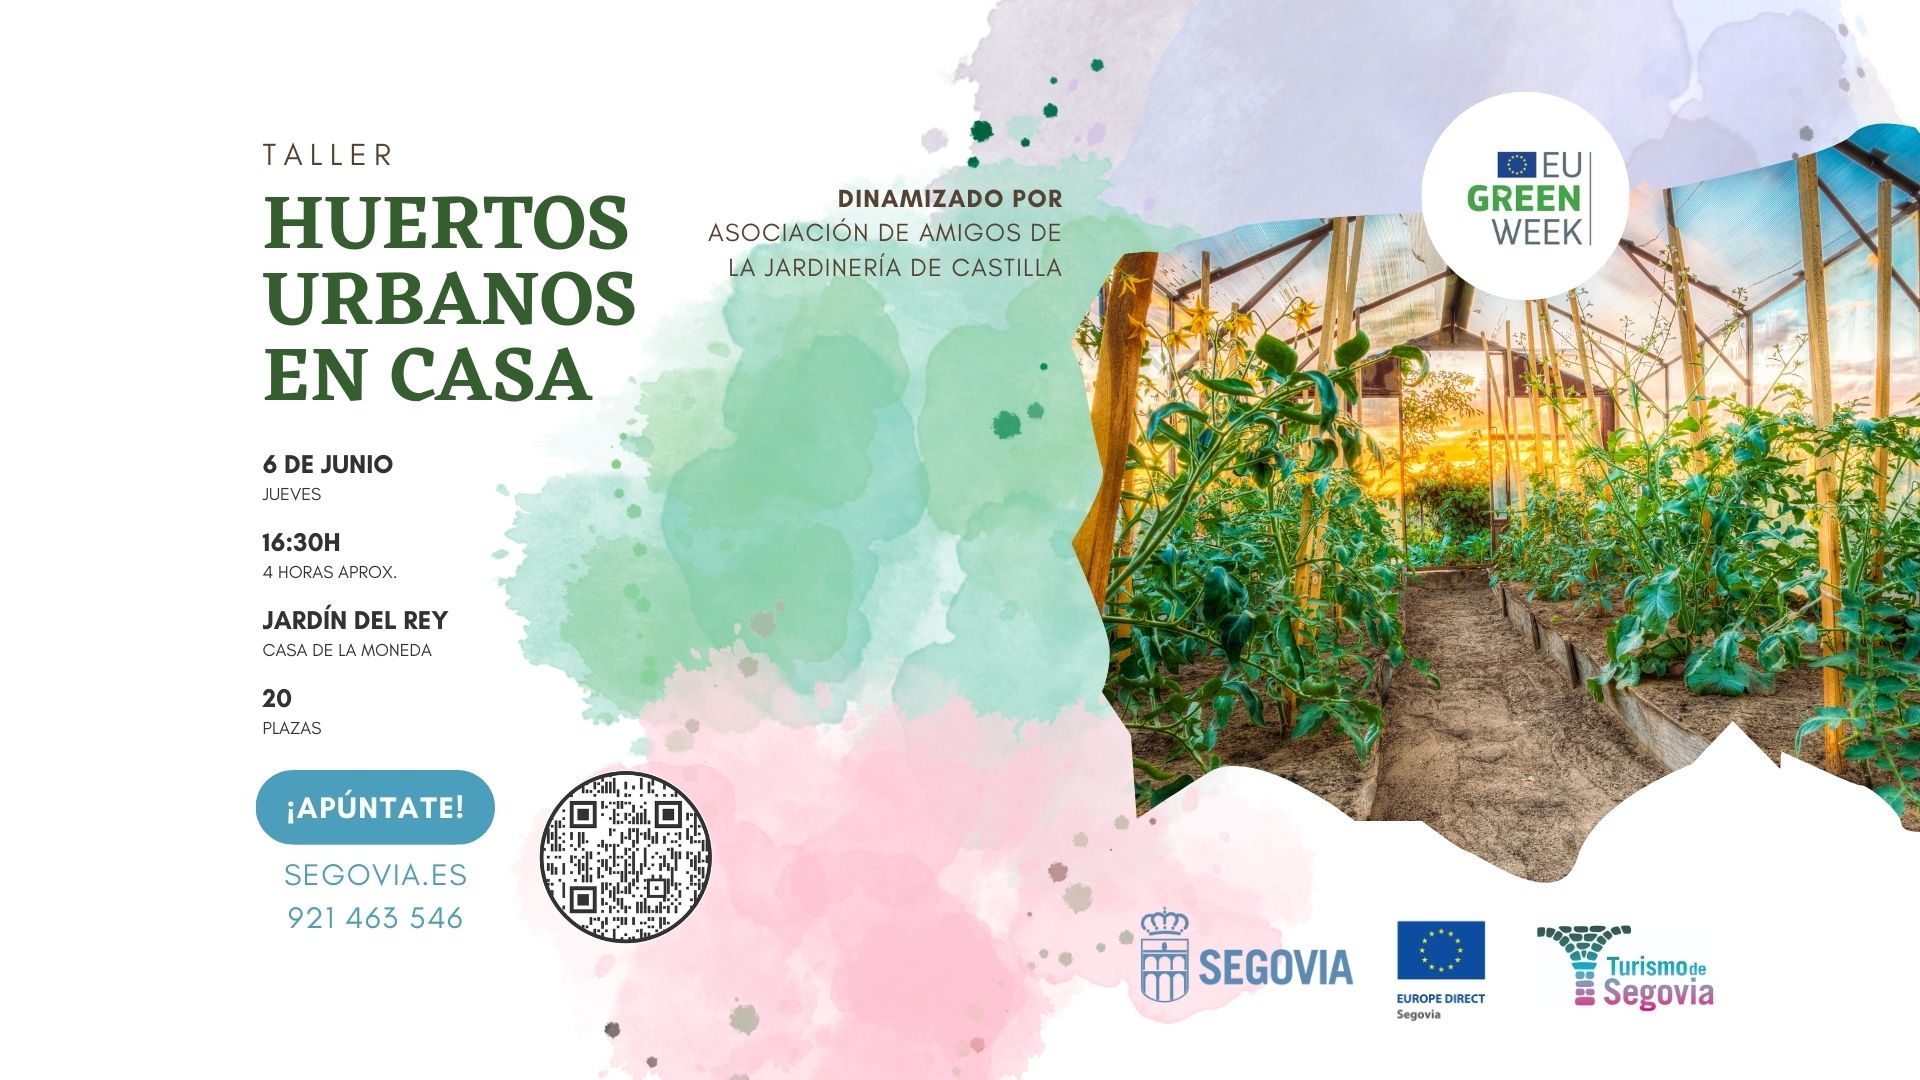 TALLER
HUERTOS
URBANOS
EN CASA
DINAMIZADO POR
ASOCIACIÓN DE AMIGOS DE
LA JARDINERÍA DE CASTILLA
6 DE JUNIO
JUEVES
16:30H
4 HORAS APROX.
JARDÍN DEL REY
CASA DE LA MONEDA
20
PLAZAS
¡APÚNTATE!
SEGOVIA.ES
921 463 546
EU
GREEN
WEEK
SEGOVIA
EUROPE DIRECT
Segovia
Turismo de
Segovia